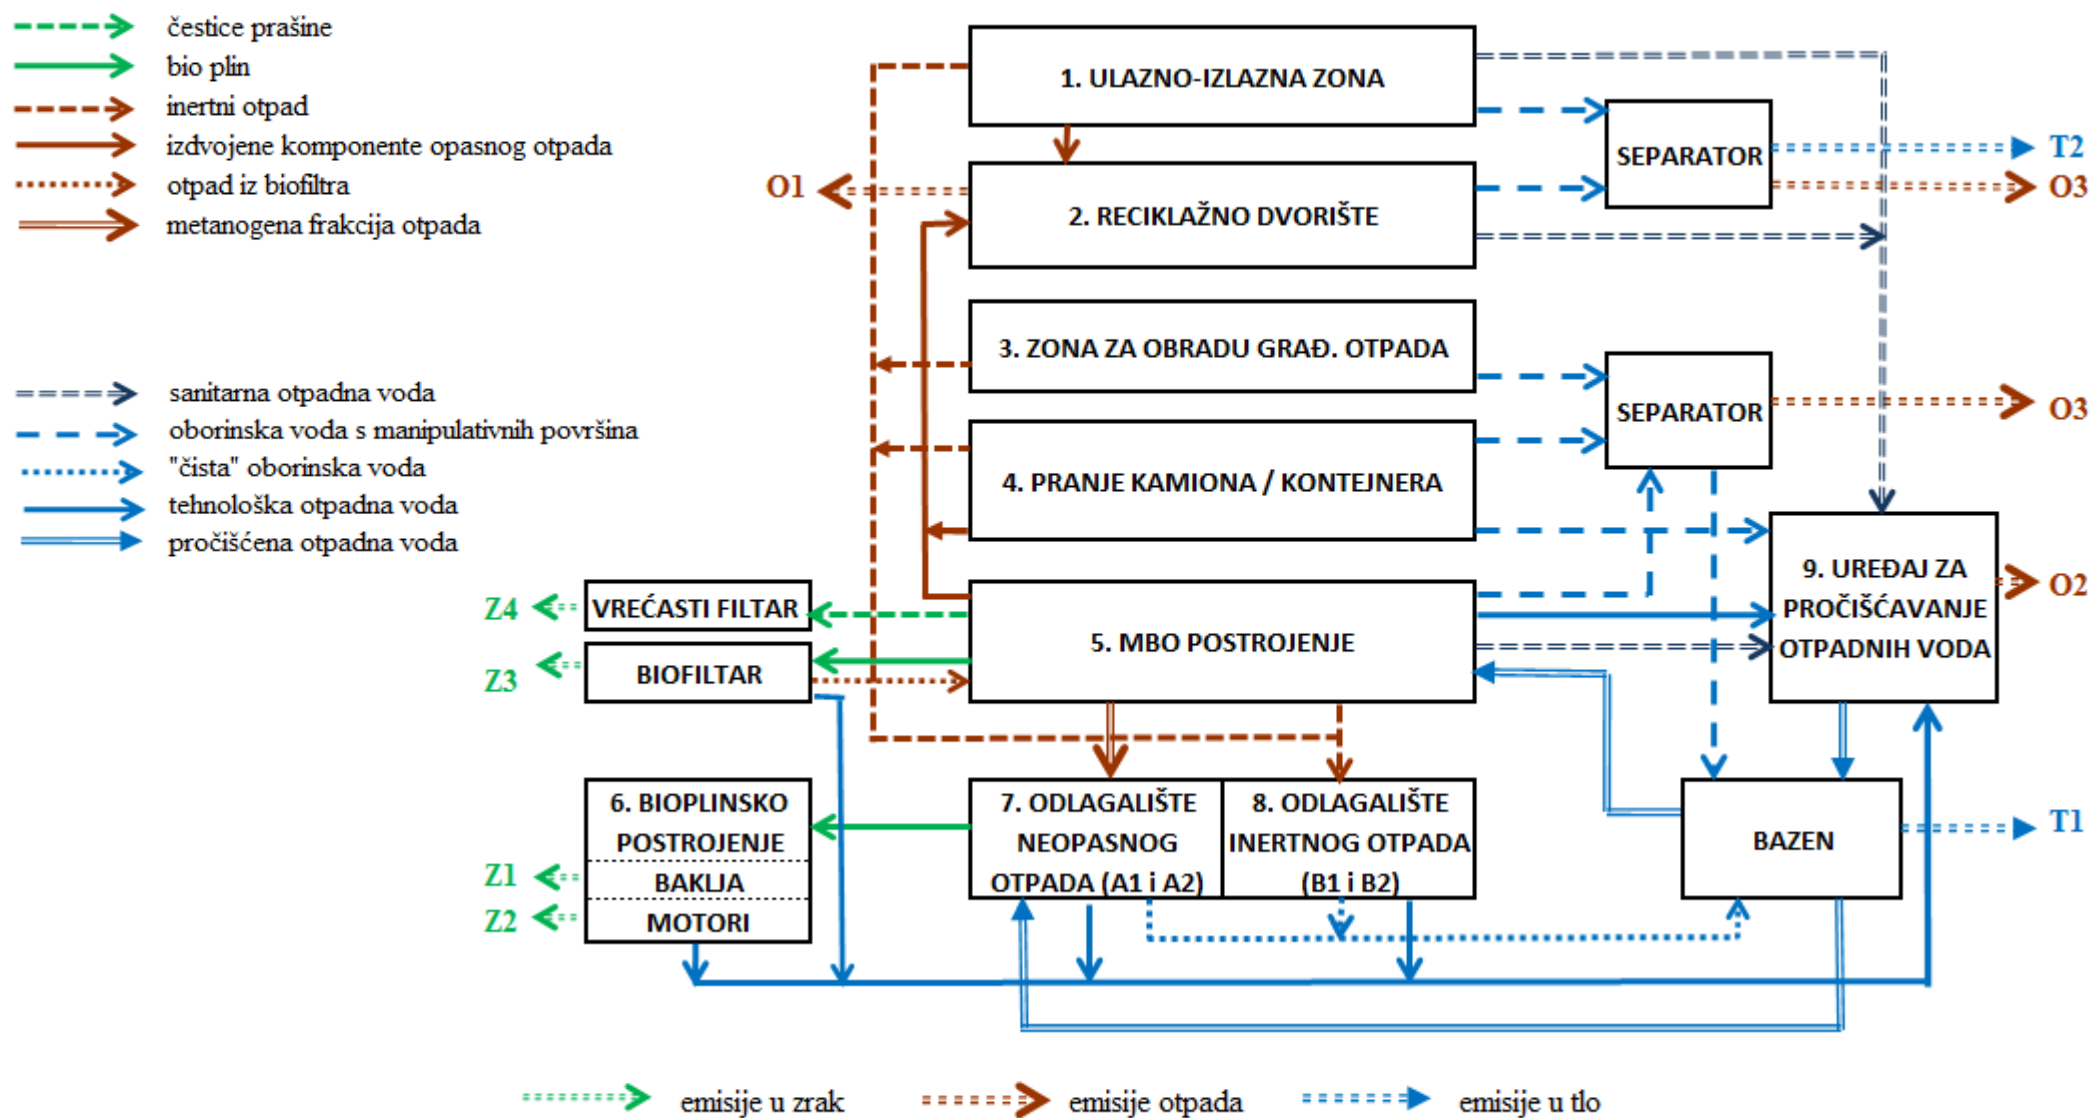 čestice prašine
bio plin
inertni otpad
izdvojene komponente opasnog otpada
otpad iz biofiltra
metanogena frakcija otpada
sanitarna otpadna voda
oborinska voda s manipulativnih površina
"čista" oborinska voda
tehnološka otpadna voda
pročišćena otpadna voda
1. ULAZNO-IZLAZNA ZONA
SEPARATOR
T2
O3
O1
2. RECIKLAŽNO DVORIŠTE
3. ZONA ZA OBRADU GRAĐ. OTPADA
SEPARATOR
O3
4. PRANJE KAMIONA / KONTEJNERA
Z4
VREĆASTI FILTAR
Z3
BIOFILTAR
5. MBO POSTROJENJE
9. UREĐAJ ZA
PROČIŠĆAVANJE
OTPADNIH VODA
O2
6. BIOPLINSKO
POSTROJENJE
Z1
BAKLJA
Z2
MOTORI
7. ODLAGALIŠTE
NEOPASNOG
OTPADA (A1 i A2)
8. ODLAGALIŠTE
INERTNOG OTPADA
(B1 i B2)
BAZEN
T1
emisije u zrak
emisije otpada
emisije u tlo